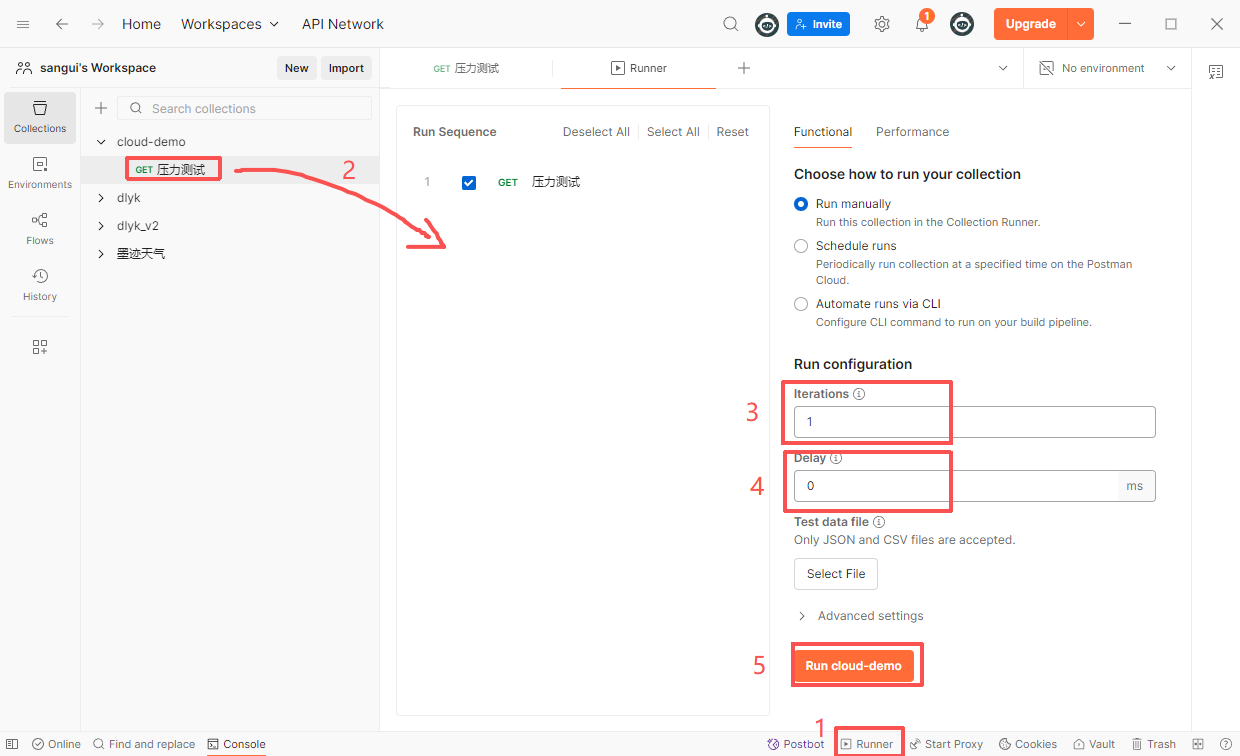 Home Workspaces API Network Invite 1 Upgrade
sangui's Workspace New Import GET 压力测试 Runner No environment
Collections
Environments
Flows
History
Search collections
cloud-demo
GET 压力测试
dlyk
dlyk_v2
墨迹天气
2
Run Sequence Deselect All Select All Reset
1 GET 压力测试
Functional Performance
Choose how to run your collection
Run manually
Run this collection in the Collection Runner.
Schedule runs
Periodically run collection at a specified time on the Postman
Cloud.
Automate runs via CLI
Configure CLI command to run on your build pipeline.
Run configuration
Iterations
3 1
Delay
4 0 ms
Test data file
Only JSON and CSV files are accepted.
Select File
Advanced settings
5 Run cloud-demo
1
Online Find and replace Console Postbot Runner Start Proxy Cookies Vault Trash